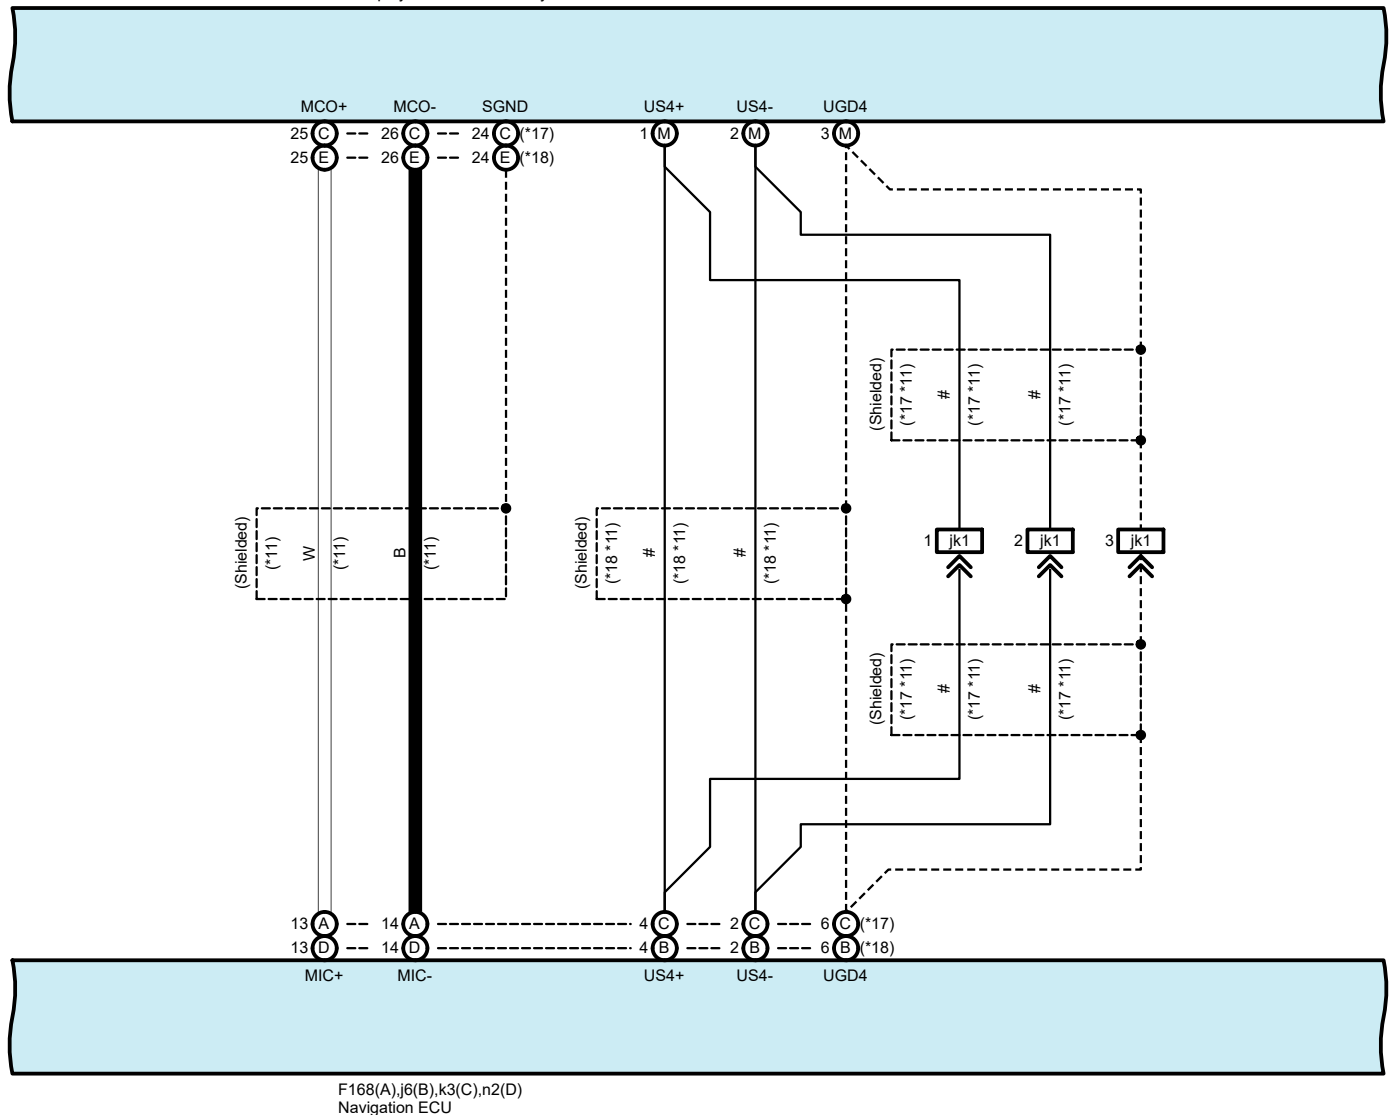 MCO+ MCO- SGND US4+ US4- UGD4
25 C 26 C 24 C (*17) 1 M 2 M 3 M
25 E 26 E 24 E (*18)
(Shielded) (*17 *11) # (*17 *11) # (*17 *11)
(Shielded) (*11) W (*11) B (*11) (Shielded) (*18 *11) # (*18 *11) # (*18 *11) 1 jk1 2 jk1 3 jk1
(Shielded) (*17 *11) # (*17 *11) # (*17 *11)
13 A 14 A 4 C 2 C 6 C (*17)
13 D 14 D 4 B 2 B 6 B (*18)
MIC+ MIC- US4+ US4- UGD4
F168(A),j6(B),k3(C),n2(D)
Navigation ECU